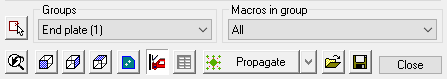 Groups
Macros in group
End plate (1)
All
Propagate
Close